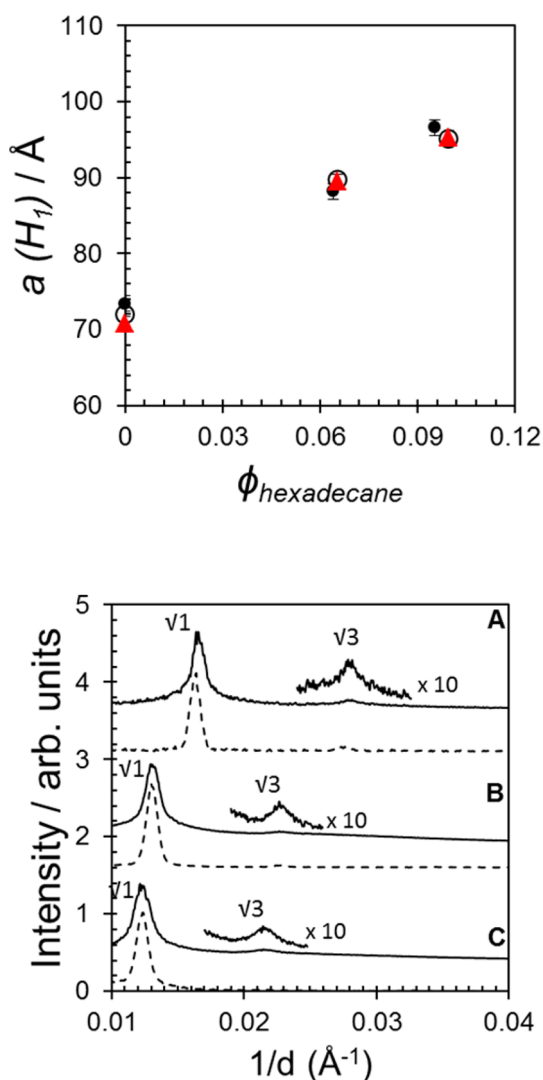 110
100
90
80
70
60
a (H₁) / Å
0 0.03 0.06 0.09 0.12
ϕhexadecane
5
4
3
2
1
0
Intensity / arb. units
A
√1
√3
x 10
B
√1
√3
x 10
C
√1
√3
x 10
0.01 0.02 0.03 0.04
1/d (Å⁻¹)